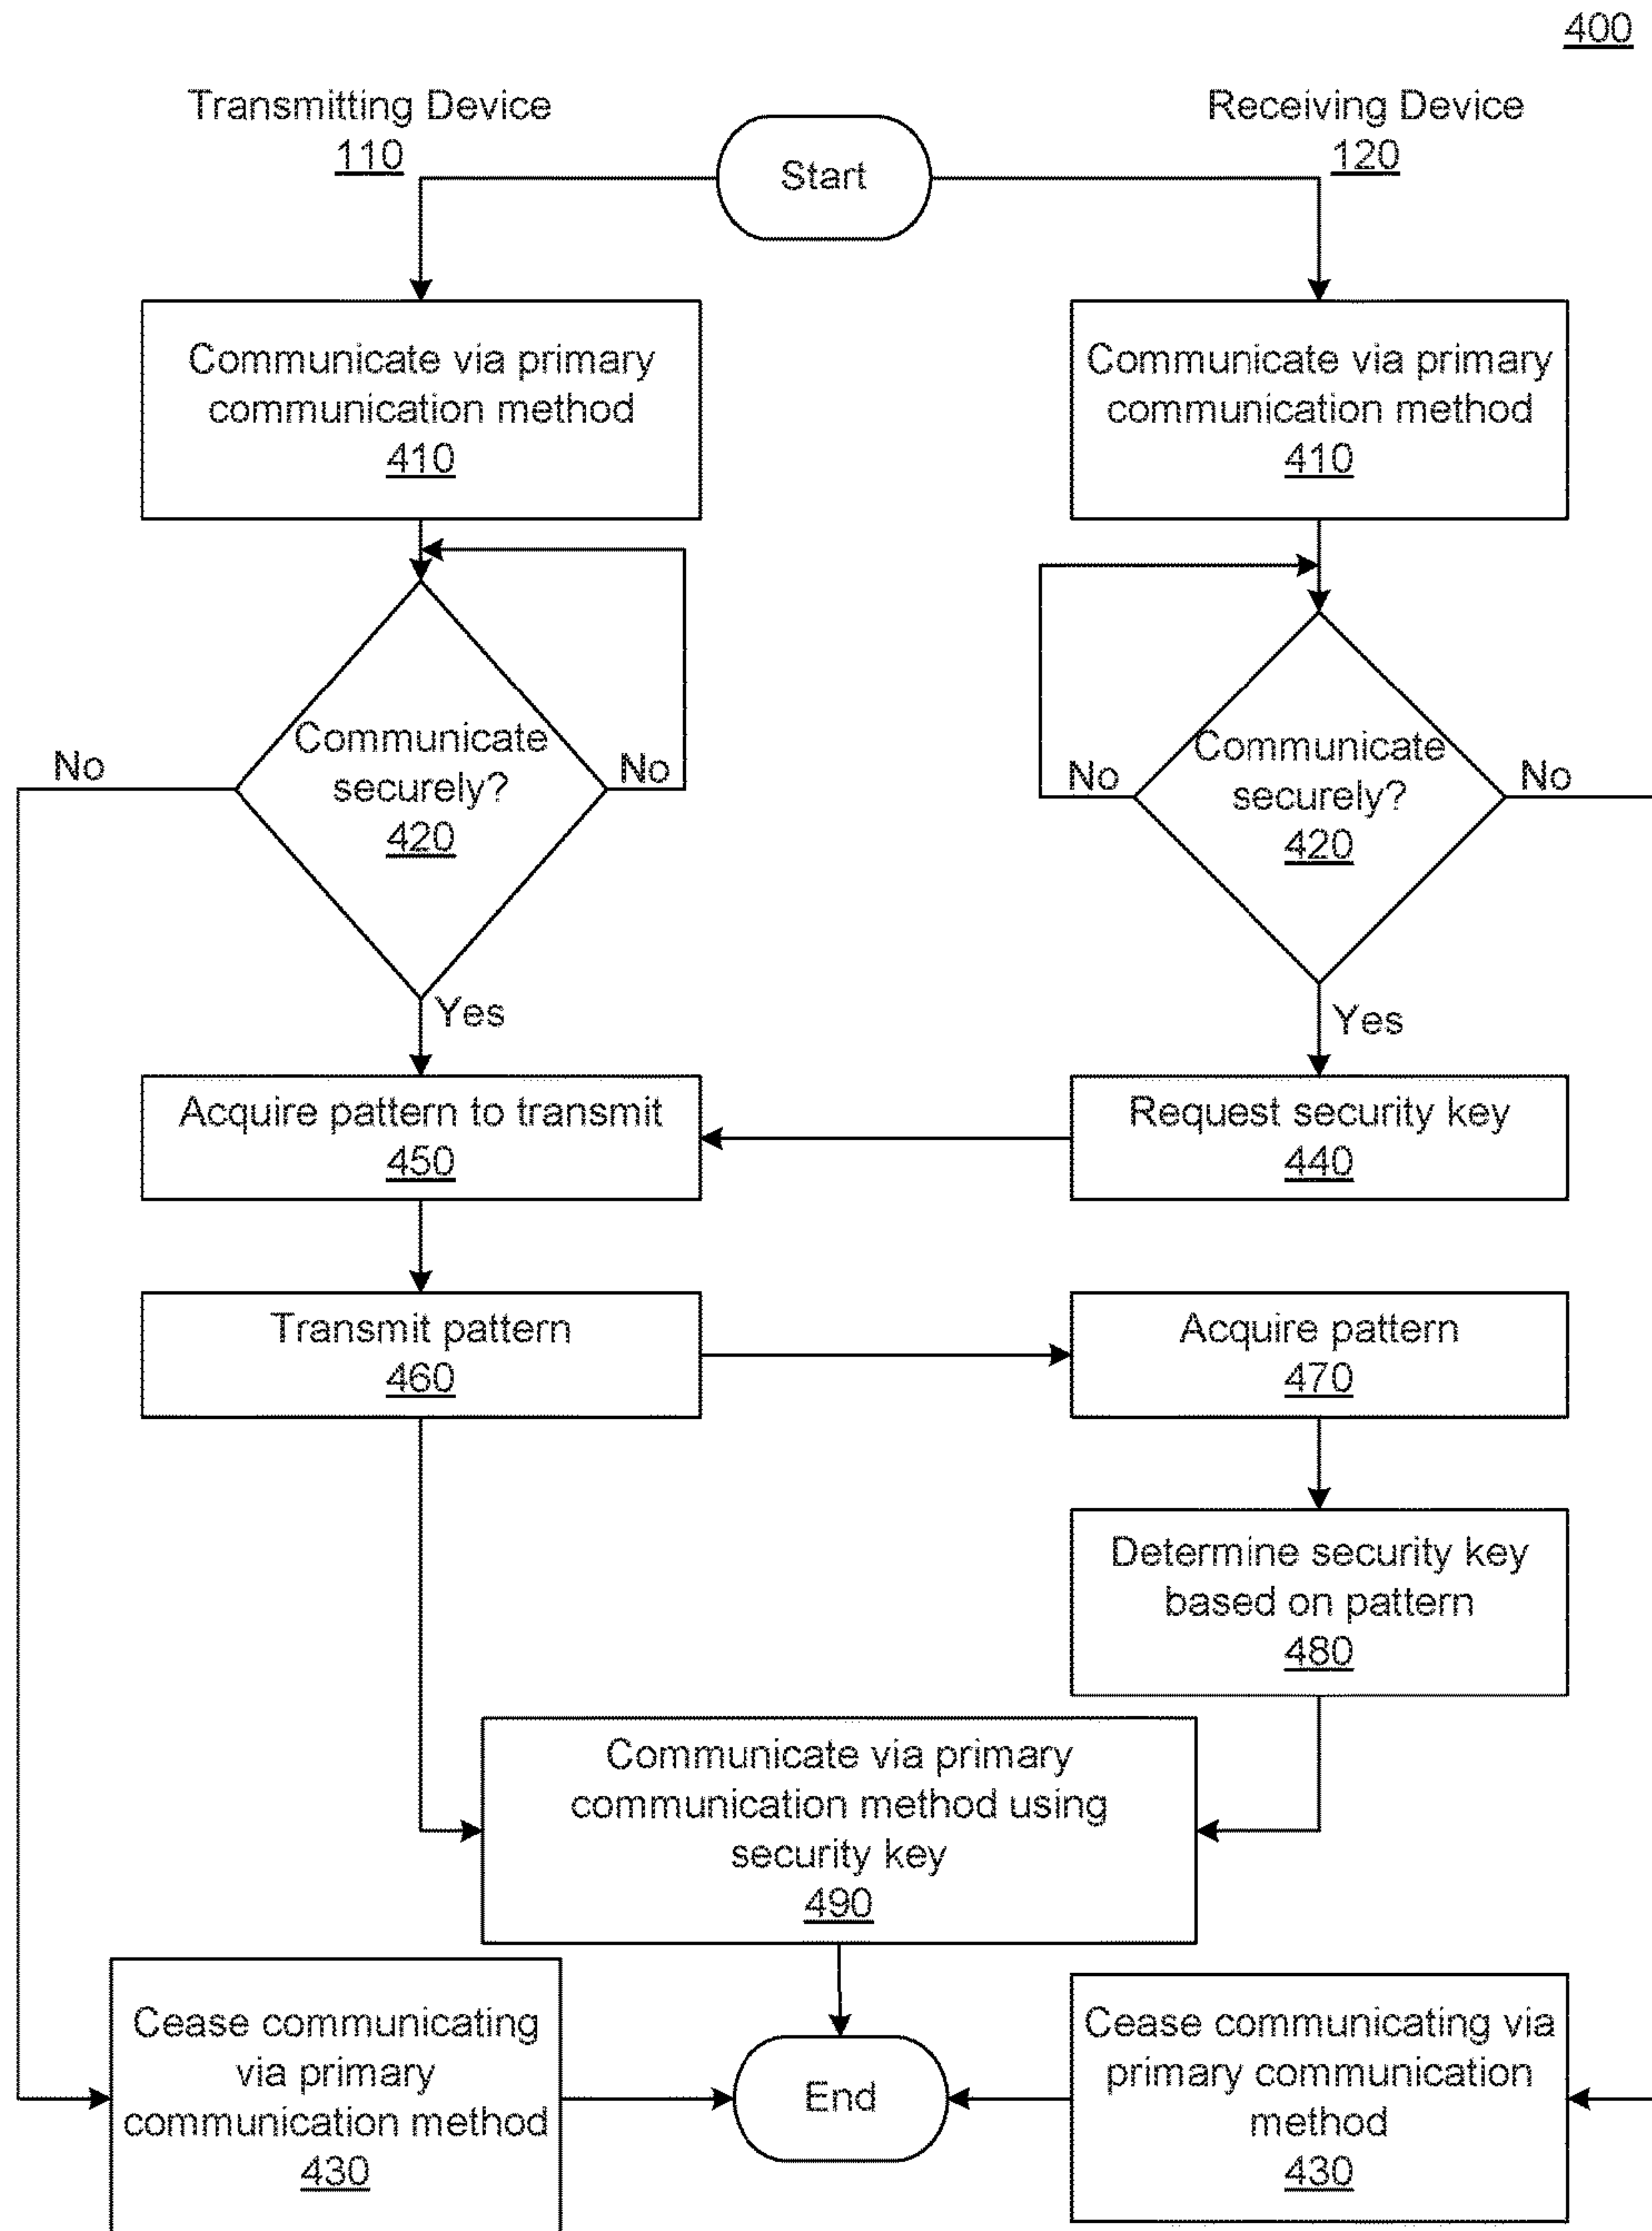 400
Transmitting Device
110
Start
Receiving Device
120
Communicate via primary
communication method
410
Communicate via primary
communication method
410
No
Communicate
securely?
420
No
No
Communicate
securely?
420
No
Yes
Yes
Acquire pattern to transmit
450
Request security key
440
Transmit pattern
460
Acquire pattern
470
Determine security key
based on pattern
480
Communicate via primary
communication method using
security key
490
Cease communicating
via primary
communication method
430
End
Cease communicating via
primary communication
method
430